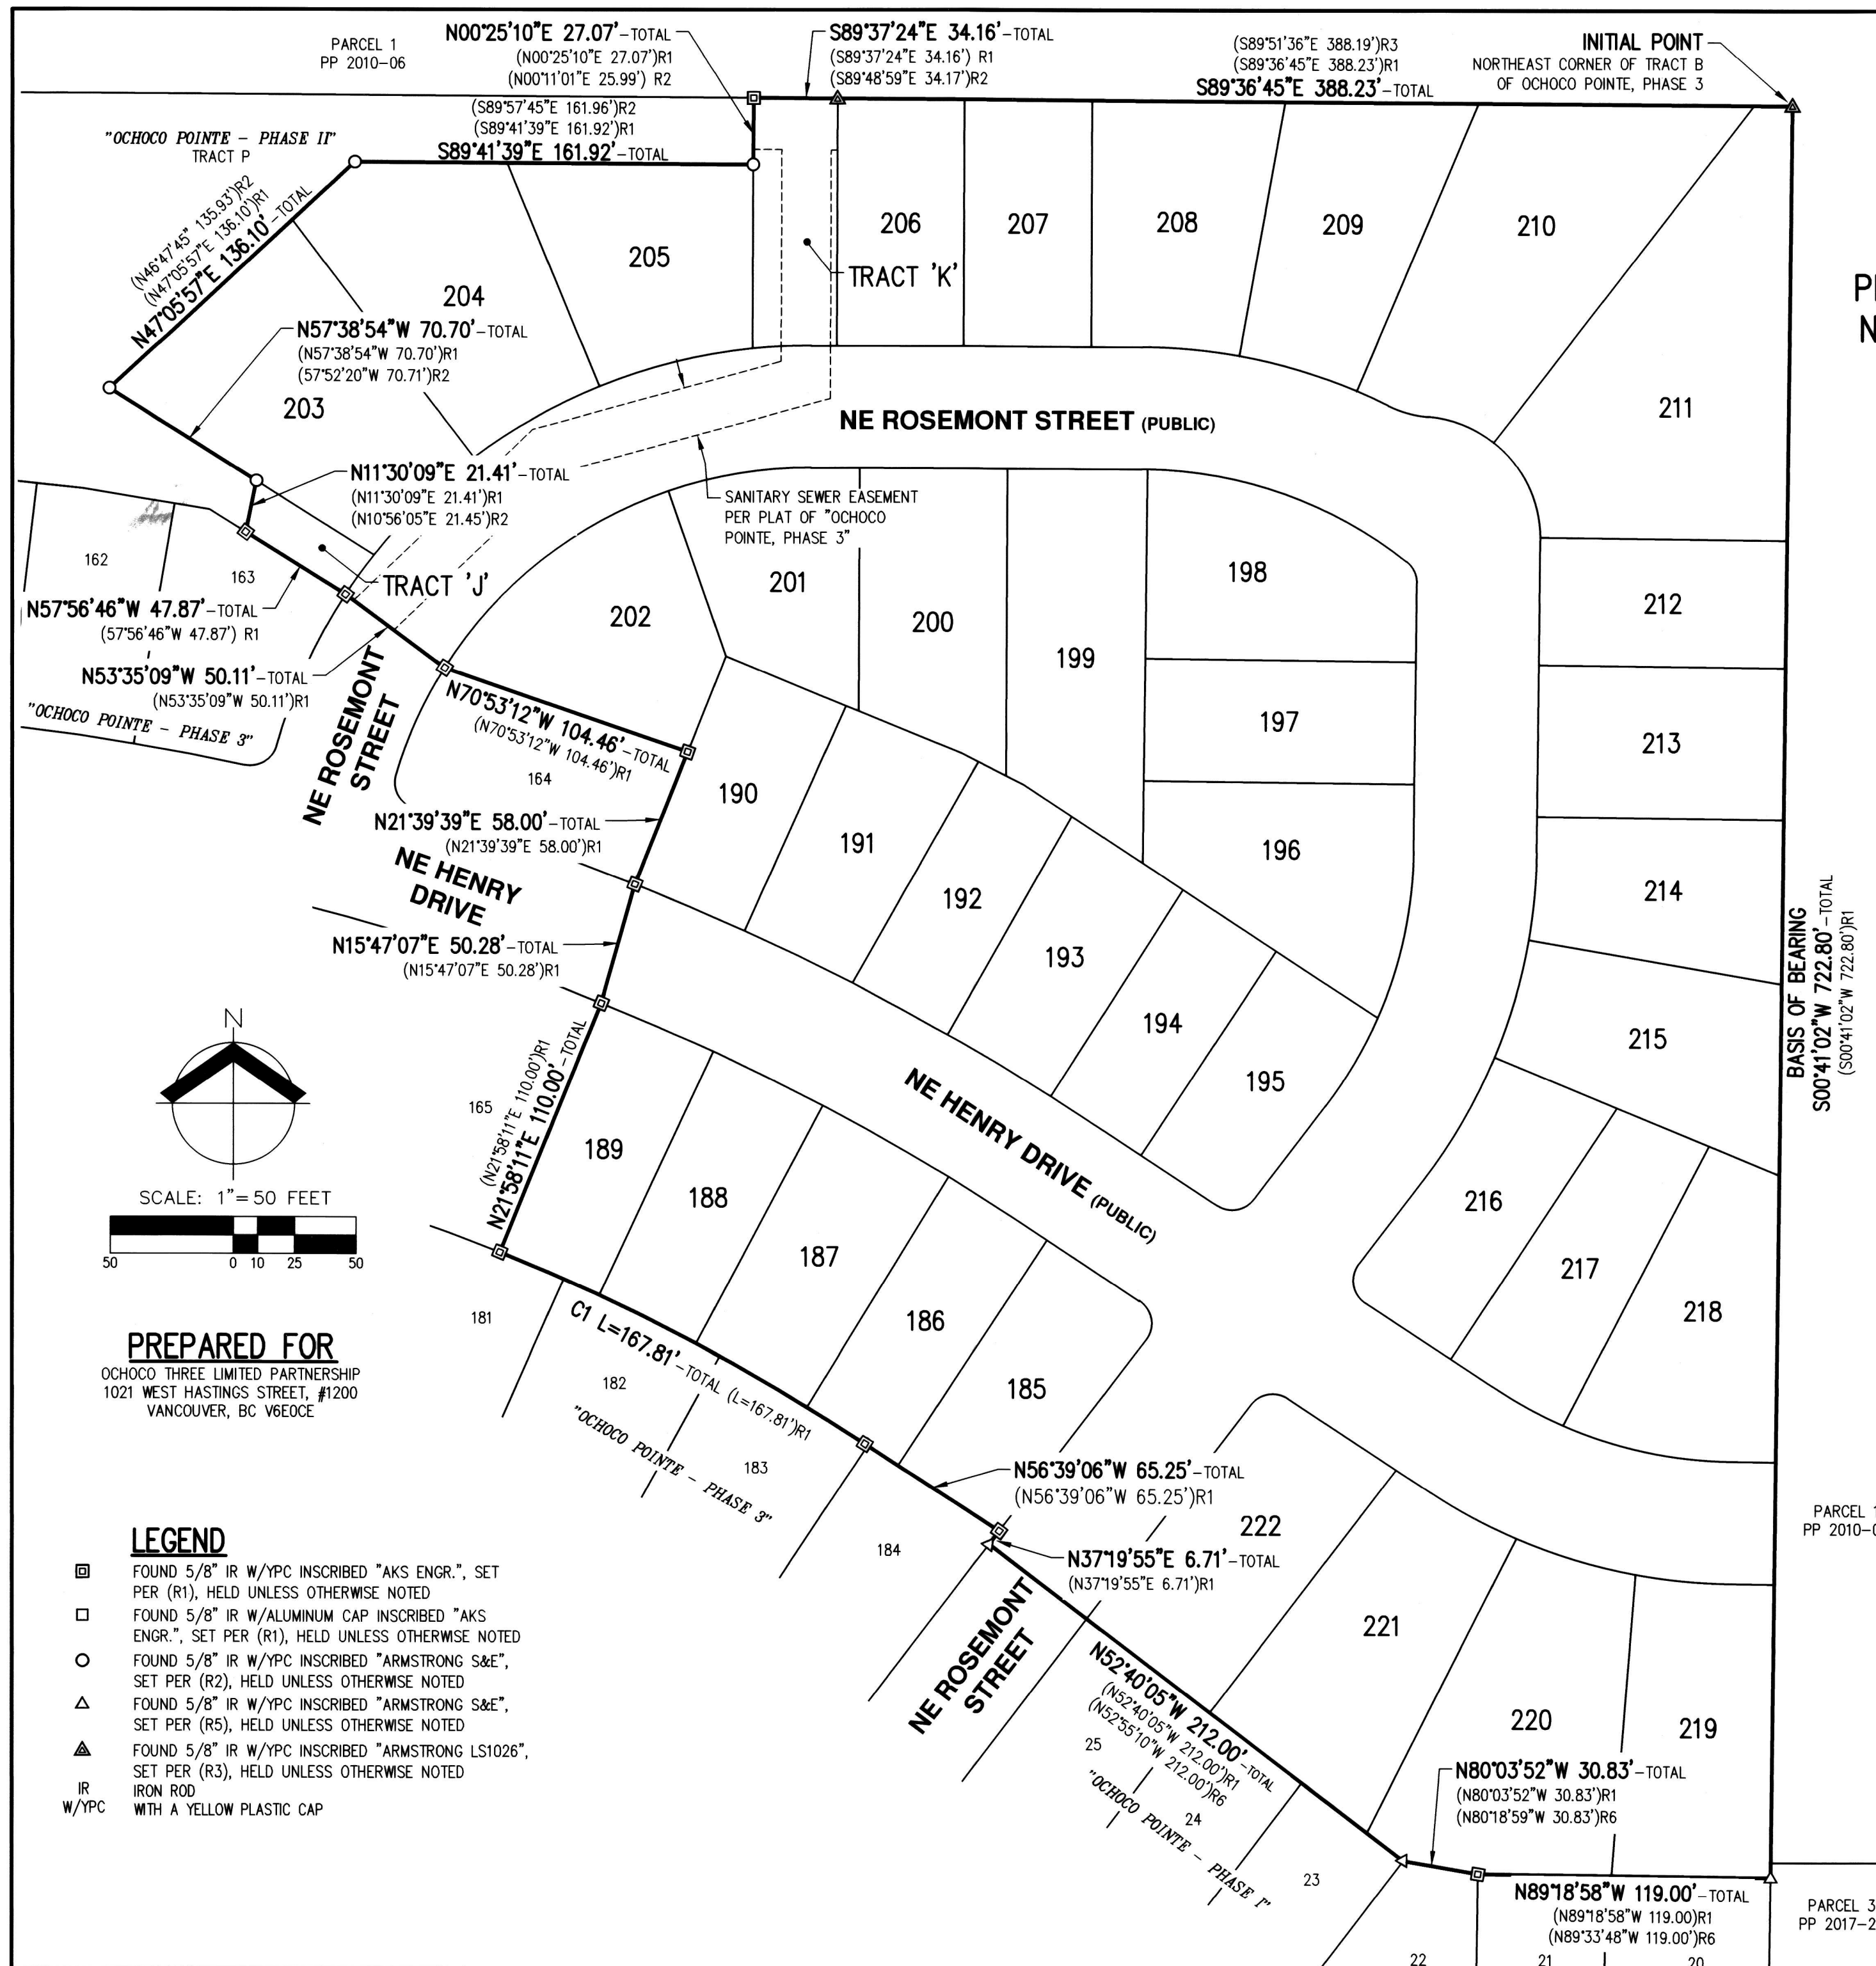 PARCEL 1
PP 2010-06
N00°25'10"E 27.07'-TOTAL
(N00°25'10"E 27.07')R1
(N00°11'01"E 25.99') R2
S89°37'24"E 34.16'-TOTAL
(S89°37'24"E 34.16') R1
(S89°48'59"E 34.17')R2
(S89°51'36"E 388.19')R3
(S89°36'45"E 388.23')R1
S89°36'45"E 388.23'-TOTAL
INITIAL POINT
NORTHEAST CORNER OF TRACT B
OF OCHOCO POINTE, PHASE 3
"OCHOCO POINTE - PHASE II"
TRACT P
(S89°57'45"E 161.96')R2
(S89°41'39"E 161.92')R1
S89°41'39"E 161.92'-TOTAL
(N46°47'45" 135.93')R2
(N47°05'57"E 136.10')R1
N47°05'57"E 136.10'-TOTAL
206
207
208
209
210
205
TRACT 'K'
204
N57°38'54"W 70.70'-TOTAL
(N57°38'54"W 70.70')R1
(57°52'20"W 70.71')R2
203
211
NE ROSEMONT STREET (PUBLIC)
N11°30'09"E 21.41'-TOTAL
(N11°30'09"E 21.41')R1
(N10°56'05"E 21.45')R2
SANITARY SEWER EASEMENT
PER PLAT OF "OCHOCO
POINTE, PHASE 3"
162
163
TRACT 'J'
201
198
N57°56'46"W 47.87'-TOTAL
(57°56'46"W 47.87') R1
202
200
199
212
N53°35'09"W 50.11'-TOTAL
(N53°35'09"W 50.11')R1
"OCHOCO POINTE - PHASE 3"
NE ROSEMONT
STREET
N70°53'12"W 104.46'-TOTAL
(N70°53'12"W 104.46')R1
197
213
164
190
N21°39'39"E 58.00'-TOTAL
(N21°39'39"E 58.00')R1
191
196
NE HENRY
DRIVE
192
214
N15°47'07"E 50.28'-TOTAL
(N15°47'07"E 50.28')R1
193
BASIS OF BEARING
S00°41'02"W 722.80'-TOTAL
(S00°41'02"W 722.80')R1
194
215
195
N
SCALE: 1"= 50 FEET
50 0 10 25 50
165
(N21°58'11"E 110.00')R1
N21°58'11"E 110.00'-TOTAL
189
NE HENRY DRIVE (PUBLIC)
188
216
187
217
181
186
218
C1 L=167.81'-TOTAL (L=167.81')R1
PREPARED FOR
OCHOCO THREE LIMITED PARTNERSHIP
1021 WEST HASTINGS STREET, #1200
VANCOUVER, BC V6E0CE
182
185
"OCHOCO POINTE - PHASE 3"
183
N56°39'06"W 65.25'-TOTAL
(N56°39'06"W 65.25')R1
222
PARCEL 1
184
N37°19'55"E 6.71'-TOTAL
(N37°19'55"E 6.71')R1
NE ROSEMONT
STREET
221
N52°40'05"W 212.00'-TOTAL
(N52°40'05"W 212.00')R1
(N52°55'10"W 212.00')R6
220
219
25
"OCHOCO POINTE - PHASE 1"
24
23
N80°03'52"W 30.83'-TOTAL
(N80°03'52"W 30.83')R1
(N80°18'59"W 30.83')R6
N89°18'58"W 119.00'-TOTAL
(N89°18'58"W 119.00)R1
(N89°33'48"W 119.00')R6
PARCEL 3
22
21
20
LEGEND
FOUND 5/8" IR W/YPC INSCRIBED "AKS ENGR.", SET
PER (R1), HELD UNLESS OTHERWISE NOTED
FOUND 5/8" IR W/ALUMINUM CAP INSCRIBED "AKS
ENGR.", SET PER (R1), HELD UNLESS OTHERWISE NOTED
FOUND 5/8" IR W/YPC INSCRIBED "ARMSTRONG S&E",
SET PER (R2), HELD UNLESS OTHERWISE NOTED
FOUND 5/8" IR W/YPC INSCRIBED "ARMSTRONG S&E",
SET PER (R5), HELD UNLESS OTHERWISE NOTED
FOUND 5/8" IR W/YPC INSCRIBED "ARMSTRONG LS1026",
SET PER (R3), HELD UNLESS OTHERWISE NOTED
IR IRON ROD
W/YPC WITH A YELLOW PLASTIC CAP